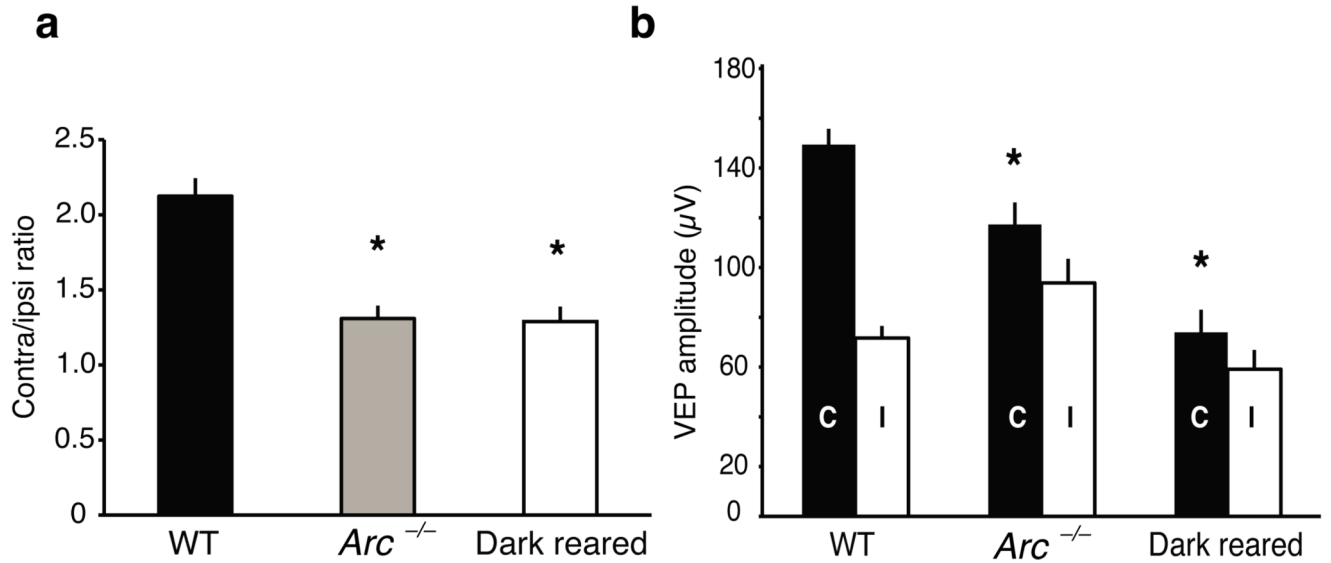 a
2.5
2.0
1.5
1.0
0.5
0
Contra/ipsi ratio
*
*
WT
Arc –/–
Dark reared
b
180
140
100
60
20
0
VEP amplitude (µV)
*
*
C
I
C
I
C
I
WT
Arc –/–
Dark reared